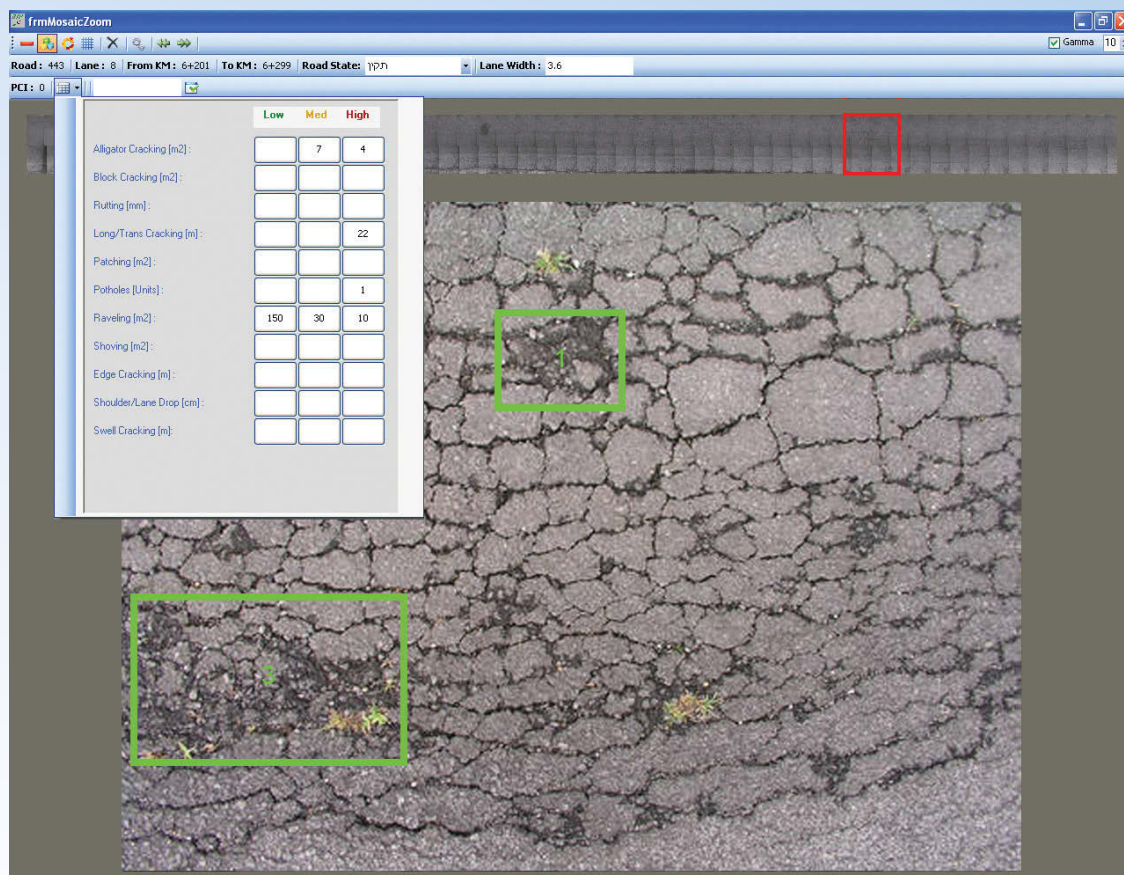 frmMosaicZoom
Gamma 10
Road: 443 Lane: 8 From KM: 6+201 To KM: 6+299 Road State: תקין Lane Width: 3.6
PCI: 0
Low Med High
Alligator Cracking [m2] : 7 4
Block Cracking [m2] :
Rutting [mm] :
Long/Trans Cracking [m] : 22
Patching [m2] :
Potholes [Units] : 1
Raveling [m2] : 150 30 10
Shoving [m2] :
Edge Cracking [m] :
Shoulder/Lane Drop [cm] :
Swell Cracking [m]:
1
3